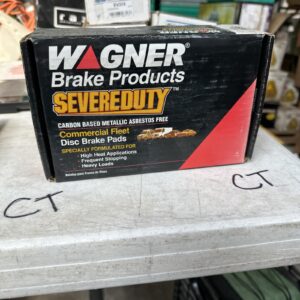 WAGNER®
Brake Products
SEVEREDUTY™
CARBON BASED METALLIC ASBESTOS FREE
Commercial Fleet
Disc Brake Pads
SPECIALLY FORMULATED FOR
- High Heat Applications
- Frequent Stopping
- Heavy Loads
CT
CT